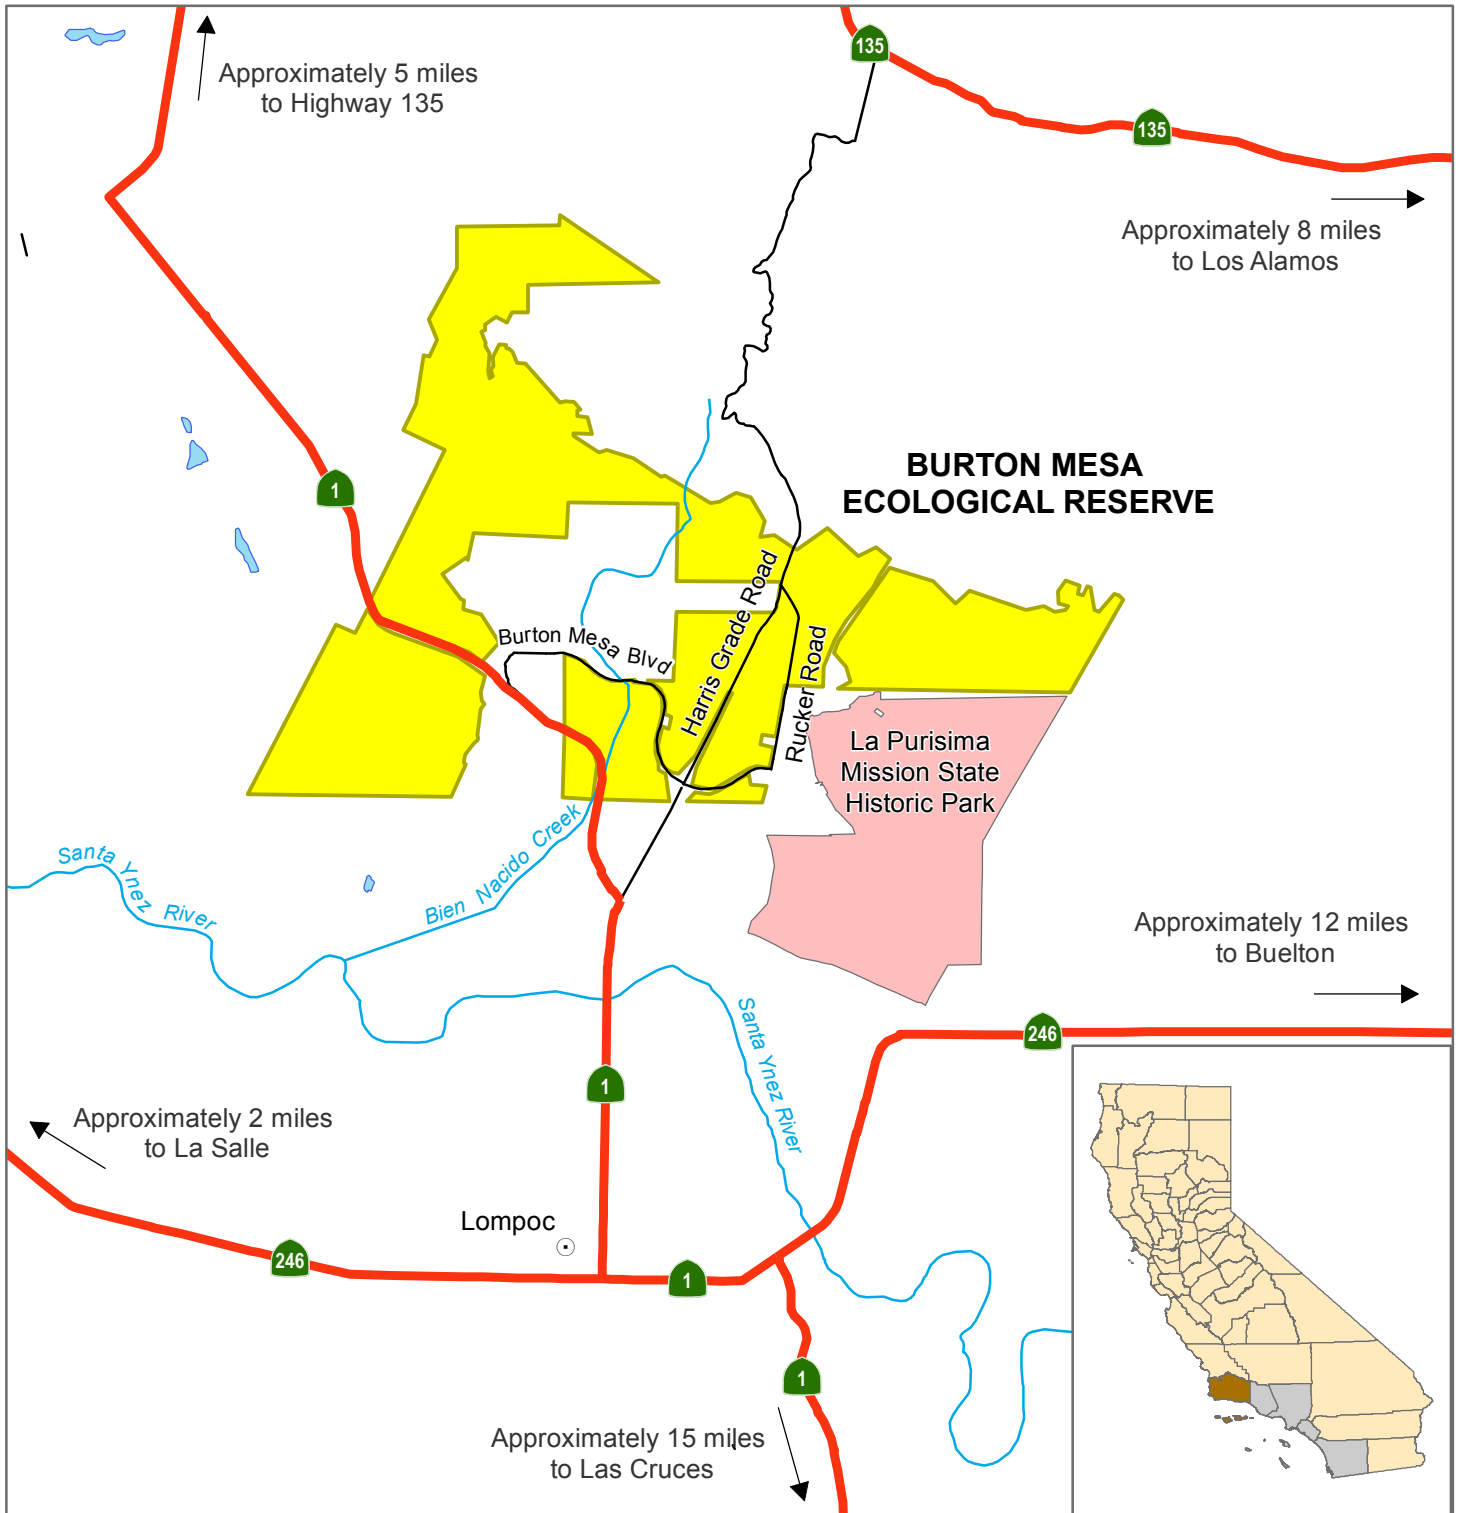 135
Approximately 5 miles
to Highway 135
135
Approximately 8 miles
to Los Alamos
BURTON MESA
ECOLOGICAL RESERVE
1
Harris Grade Road
Burton Mesa Blvd
Rucker Road
La Purisima
Mission State
Historic Park
Santa Ynez River
Bien Nacido Creek
Approximately 12 miles
to Buelton
Santa Ynez River
246
1
Approximately 2 miles
to La Salle
Lompoc
246
1
1
Approximately 15 miles
to Las Cruces